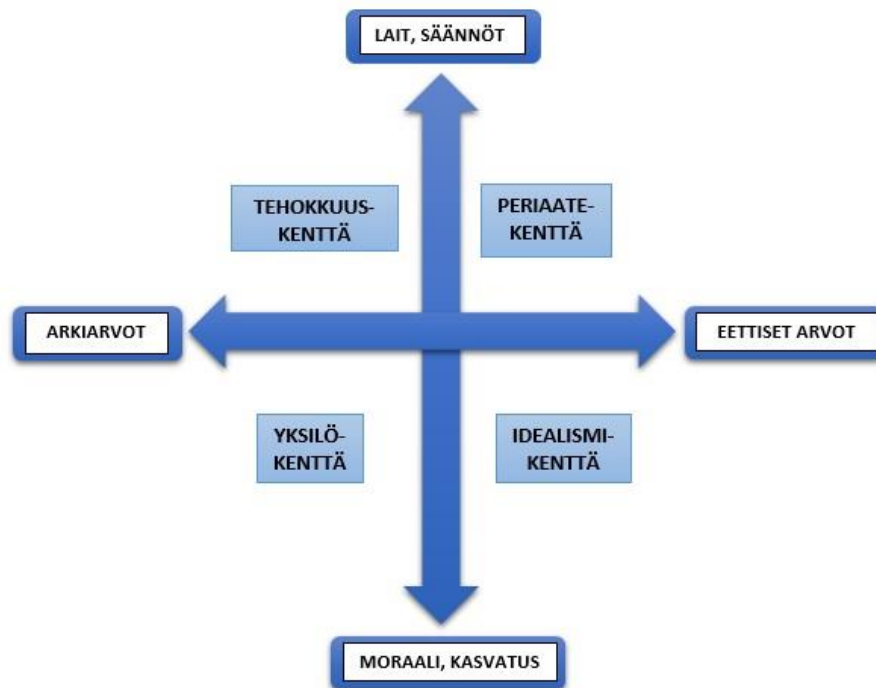 LAIT, SÄÄNNÖT
TEHOKKUUS-
KENTTÄ
PERIAATE-
KENTTÄ
ARKIARVOT
EETTISET ARVOT
YKSILÖ-
KENTTÄ
IDEALISMI-
KENTTÄ
MORAALI, KASVATUS